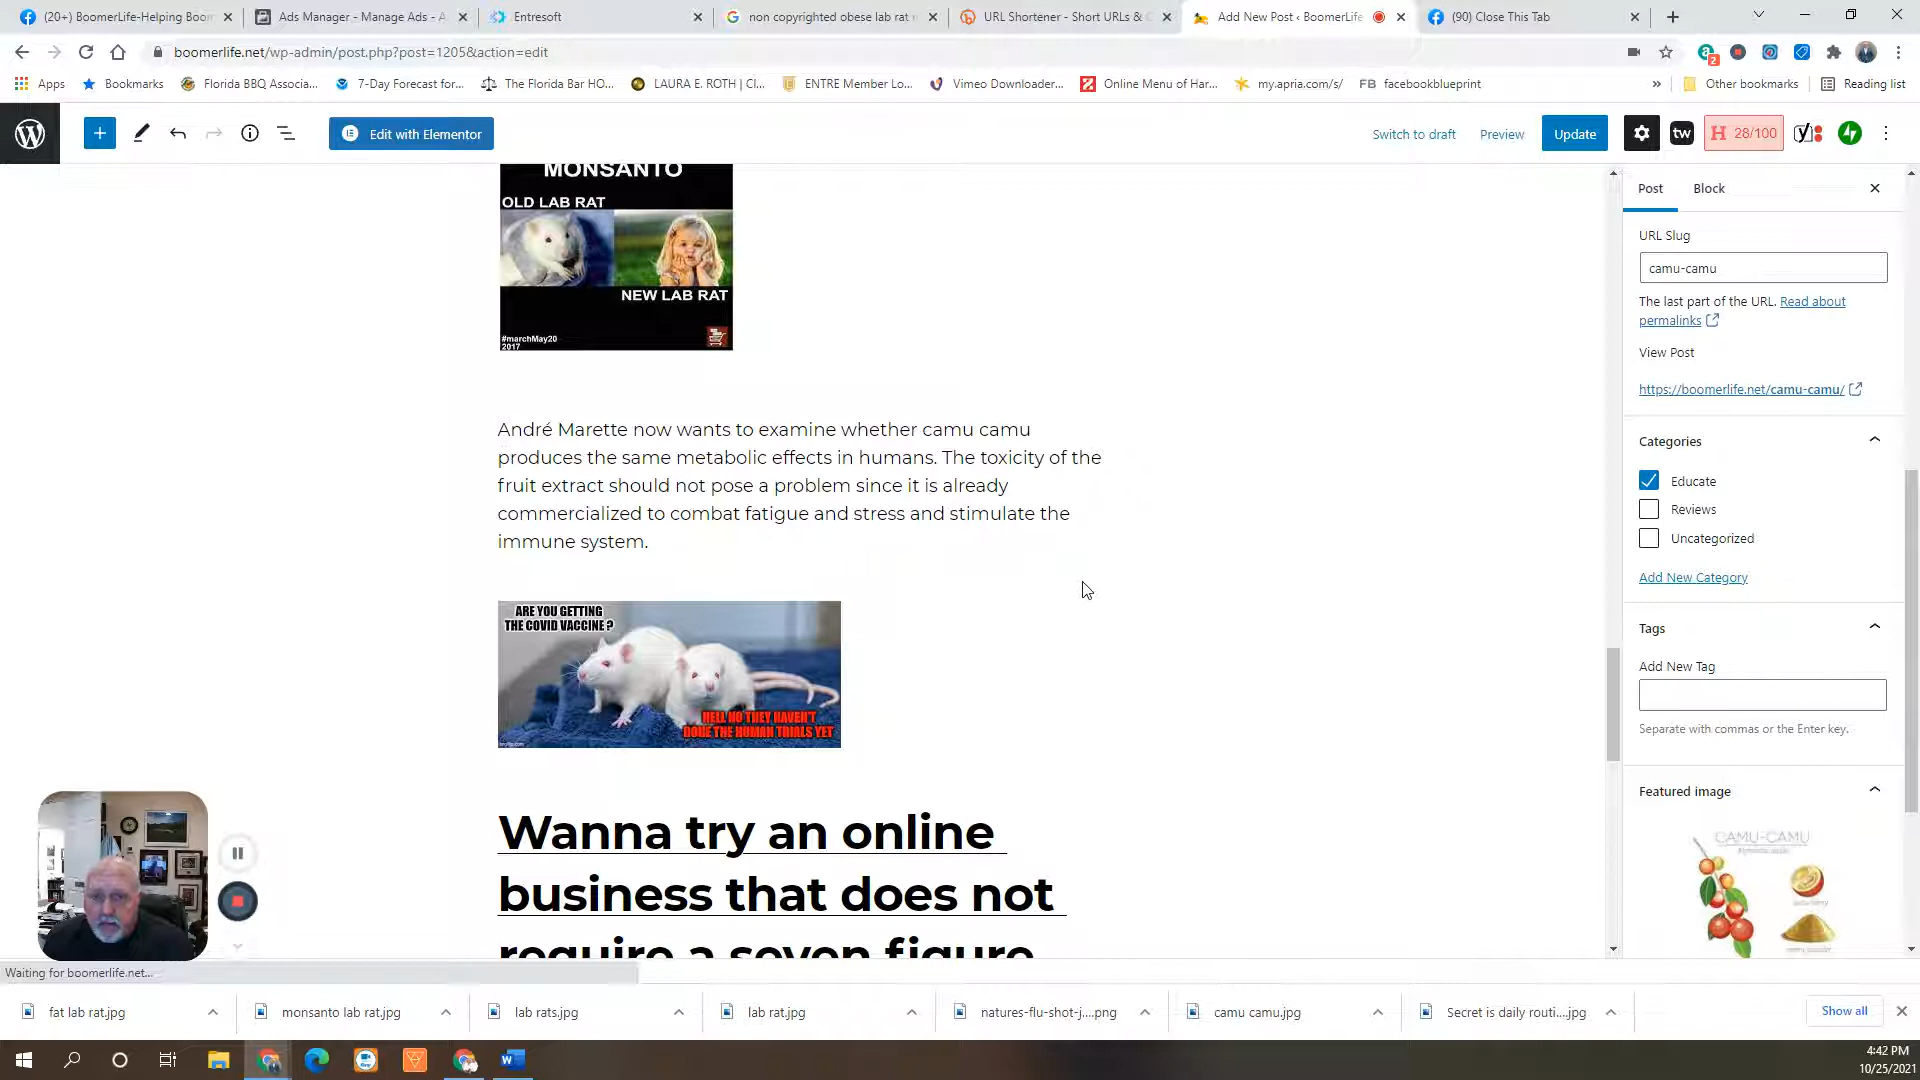 (20+) BoomerLife-Helping Boom
Ads Manager - Manage Ads - A
Entresoft
non copyrighted obese lab rat
URL Shortener - Short URLs & C
Add New Post ‹ BoomerLife
(90) Close This Tab
boomerlife.net/wp-admin/post.php?post=1205&action=edit
2
Apps
Bookmarks
Florida BBQ Associa...
7-Day Forecast for...
The Florida Bar HO...
LAURA E. ROTH | Cl...
ENTRE Member Lo...
Vimeo Downloader...
Online Menu of Har...
my.apria.com/s/
FB facebookblueprint
»
Other bookmarks
Reading list
Edit with Elementor
Switch to draft
Preview
Update
tw
H 28/100
MONSANTO
OLD LAB RAT
NEW LAB RAT
#marchMay20
2017
André Marette now wants to examine whether camu camu
produces the same metabolic effects in humans. The toxicity of the
fruit extract should not pose a problem since it is already
commercialized to combat fatigue and stress and stimulate the
immune system.
ARE YOU GETTING
THE COVID VACCINE ?
HELL NO THEY HAVEN'T
DONE THE HUMAN TRIALS YET
imgflip.com
Wanna try an online
business that does not
require a seven figure
Post
Block
URL Slug
camu-camu
The last part of the URL. Read about
permalinks
View Post
https://boomerlife.net/camu-camu/
Categories
Educate
Reviews
Uncategorized
Add New Category
Tags
Add New Tag
Separate with commas or the Enter key.
Featured image
CAMU-CAMU
Waiting for boomerlife.net...
fat lab rat.jpg
monsanto lab rat.jpg
lab rats.jpg
lab rat.jpg
natures-flu-shot-j....png
camu camu.jpg
Secret is daily routi....jpg
Show all
4:42 PM
10/25/2021